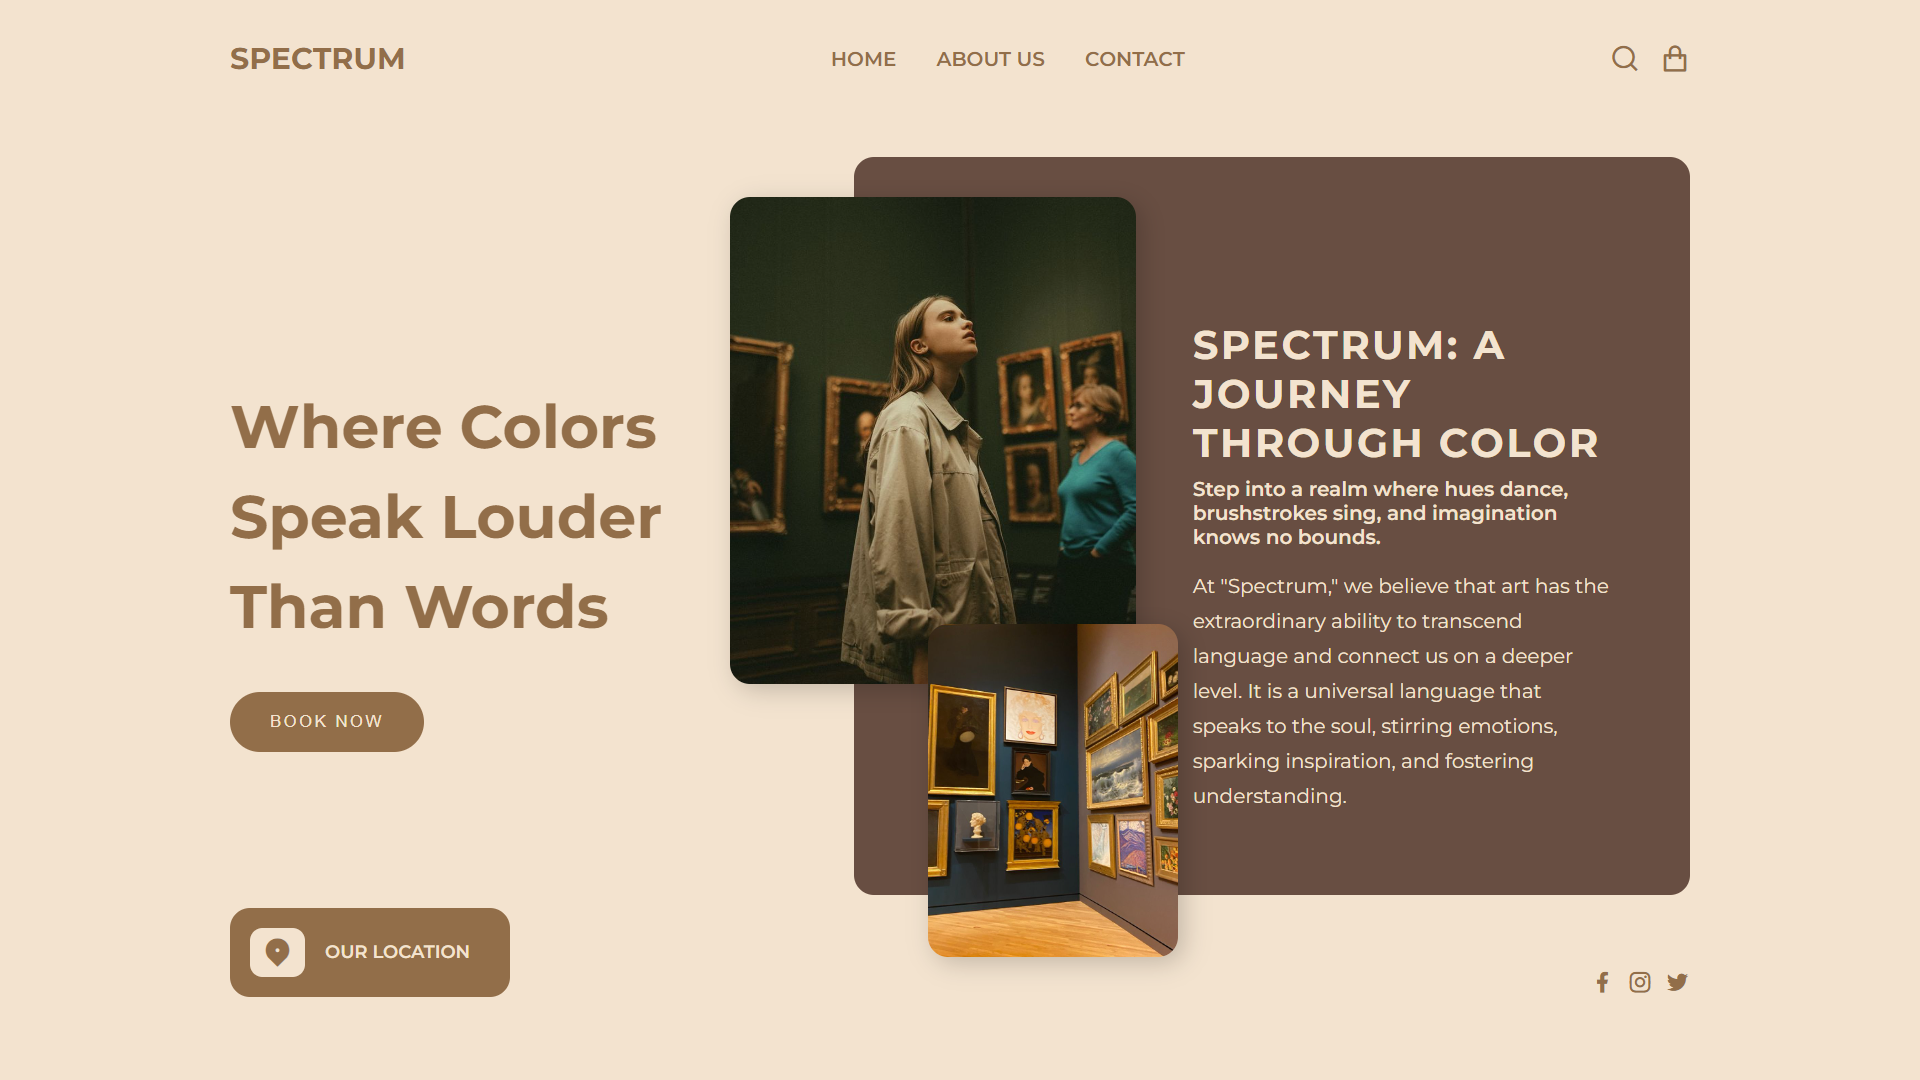 SPECTRUM
HOME
ABOUT US
CONTACT
Where Colors
Speak Louder
Than Words
BOOK NOW
OUR LOCATION
SPECTRUM: A
JOURNEY
THROUGH COLOR
Step into a realm where hues dance,
brushstrokes sing, and imagination
knows no bounds.
At "Spectrum," we believe that art has the
extraordinary ability to transcend
language and connect us on a deeper
level. It is a universal language that
speaks to the soul, stirring emotions,
sparking inspiration, and fostering
understanding.